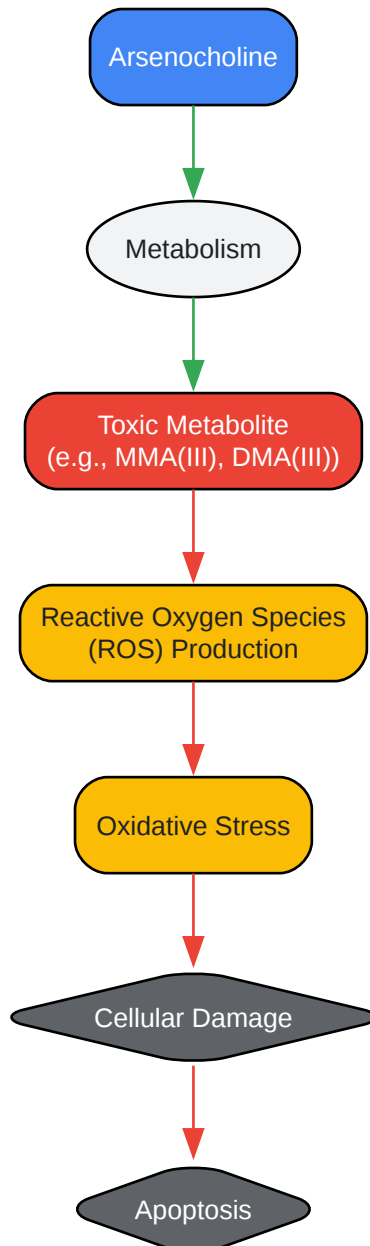 Arsenocholine
Metabolism
Toxic Metabolite
(e.g., MMA(III), DMA(III))
Reactive Oxygen Species
(ROS) Production
Oxidative Stress
Cellular Damage
Apoptosis